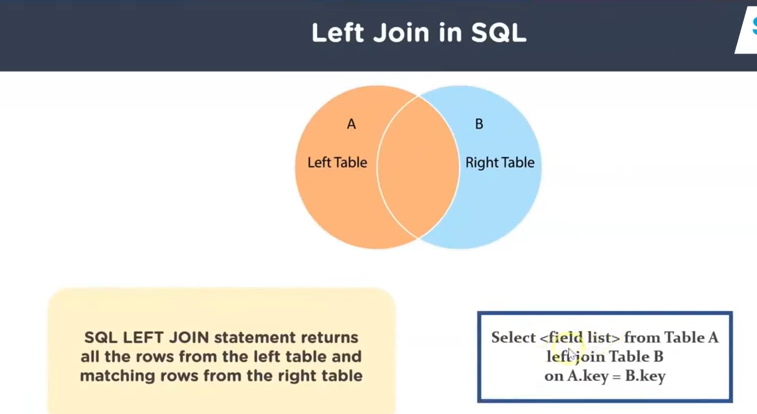 Left Join in SQL
A
B
Left Table
Right Table
SQL LEFT JOIN statement returns
all the rows from the left table and
matching rows from the right table
Select <field list> from Table A
left join Table B
on A.key = B.key